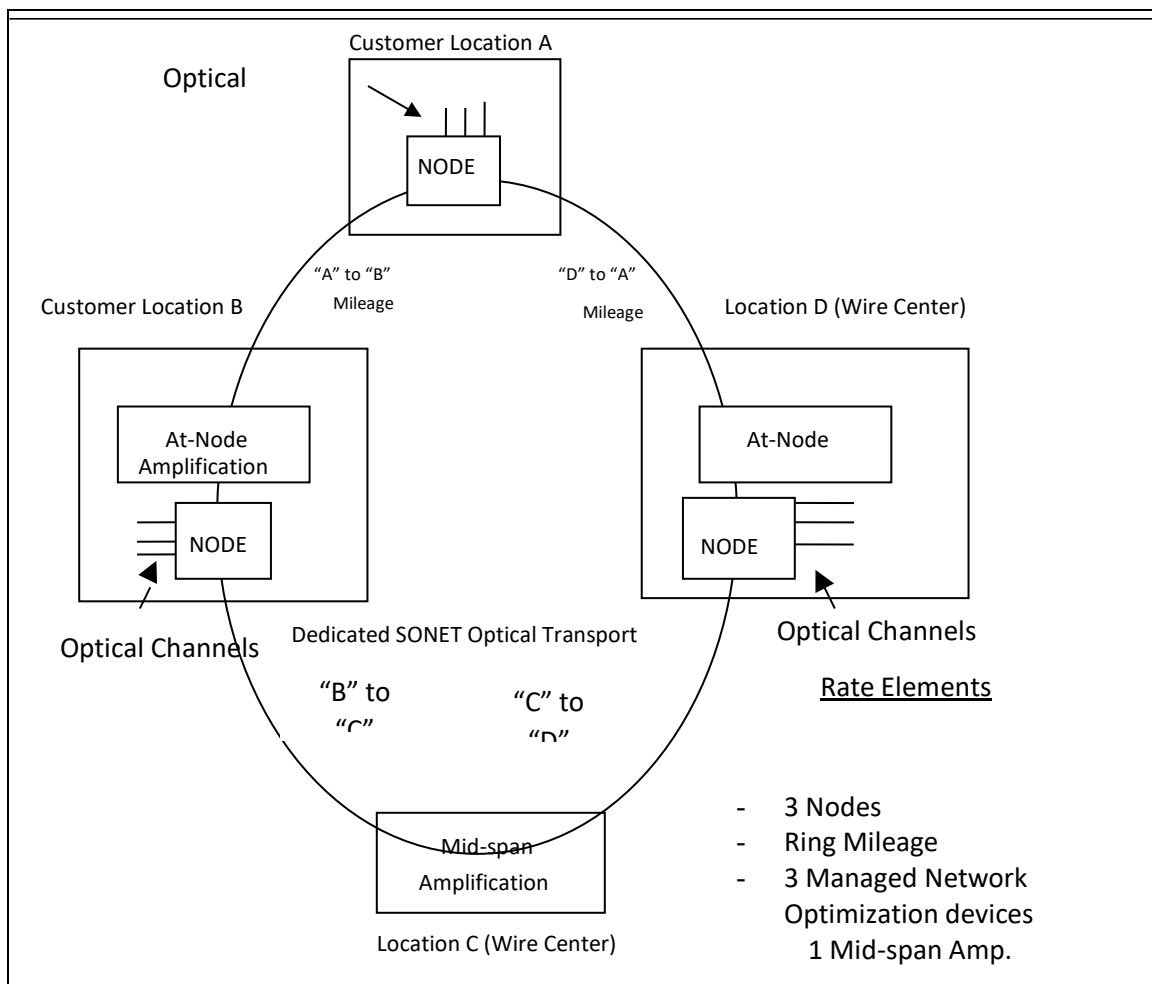 Customer Location A
Optical
NODE
“A” to “B”
Mileage
“D” to “A”
Mileage
Customer Location B
Location D (Wire Center)
At-Node
Amplification
At-Node
NODE
NODE
Optical Channels
Dedicated SONET Optical Transport
Optical Channels
“B” to
“C”
“C” to
“D”
Rate Elements
Mid-span
Amplification
Location C (Wire Center)
- 3 Nodes
- Ring Mileage
- 3 Managed Network
Optimization devices
1 Mid-span Amp.